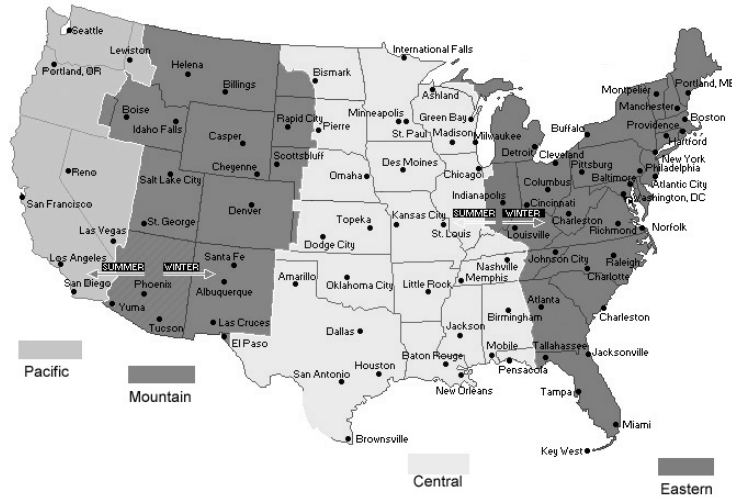 Seattle
Lewiston
Portland, OR
Helena
Billings
Bismark
International Falls
Ashland
Montpelier
Portland, ME
Manchester
Boston
Boise
Idaho Falls
Rapid City
Pierre
Minneapolis
St. Paul
Green Bay
Madison
Milwaukee
Buffalo
Providence
Hartford
Casper
Scottsbluff
Cheyenne
Detroit
Cleveland
New York
Reno
Salt Lake City
Omaha
Des Moines
Chicago
Pittsburg
Philadelphia
Baltimore
Atlantic City
Washington, DC
San Francisco
Denver
Indianapolis
Columbus
Cincinnati
St. George
Topeka
Kansas City
SUMMER WINTER
Charleston
Las Vegas
Dodge City
St. Louis
Louisville
Richmond
Norfolk
Los Angeles
SUMMER WINTER
Santa Fe
Nashville
Johnson City
Raleigh
San Diego
Phoenix
Albuquerque
Amarillo
Oklahoma City
Little Rock
Memphis
Charlotte
Yuma
Tucson
Las Cruces
Atlanta
Birmingham
Charleston
El Paso
Dallas
Jackson
Pacific
Mountain
San Antonio
Houston
Baton Rouge
Mobile
Tallahassee
Jacksonville
Pensacola
New Orleans
Tampa
Miami
Brownsville
Key West
Central
Eastern